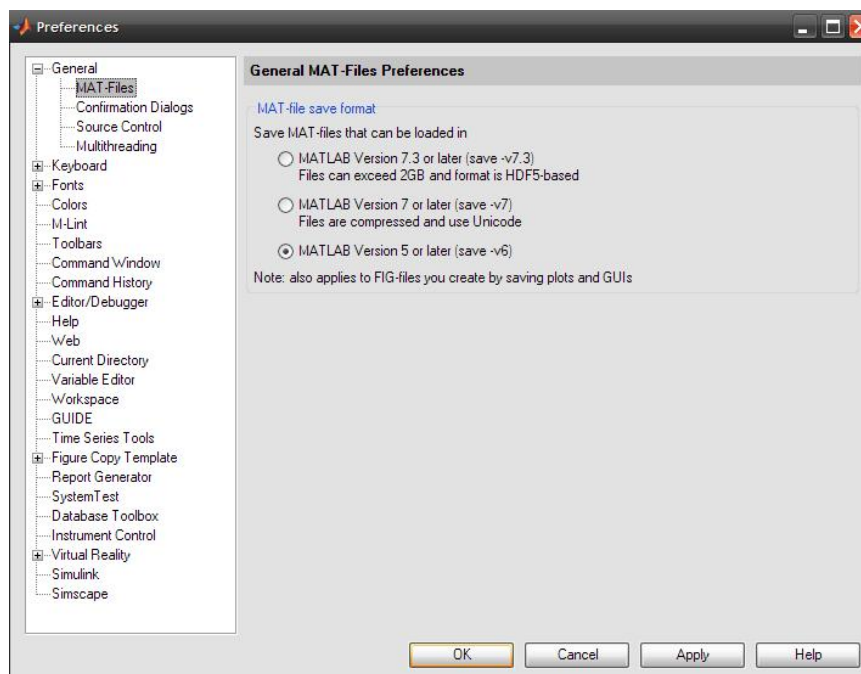 Preferences
General
MAT-Files
Confirmation Dialogs
Source Control
Multithreading
Keyboard
Fonts
Colors
M-Lint
Toolbars
Command Window
Command History
Editor/Debugger
Help
Web
Current Directory
Variable Editor
Workspace
GUIDE
Time Series Tools
Figure Copy Template
Report Generator
SystemTest
Database Toolbox
Instrument Control
Virtual Reality
Simulink
Simscape
General MAT-Files Preferences
MAT-file save format
Save MAT-files that can be loaded in
MATLAB Version 7.3 or later (save -v7.3)
Files can exceed 2GB and format is HDF5-based
MATLAB Version 7 or later (save -v7)
Files are compressed and use Unicode
MATLAB Version 5 or later (save -v6)
Note: also applies to FIG-files you create by saving plots and GUIs
OK
Cancel
Apply
Help